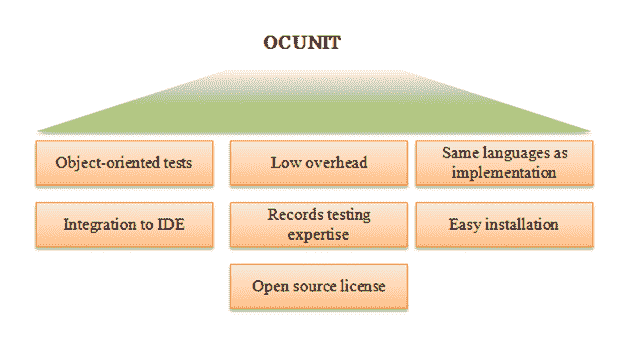 OCUNIT
Object-oriented tests
Low overhead
Same languages as
implementation
Integration to IDE
Records testing
expertise
Easy installation
Open source license